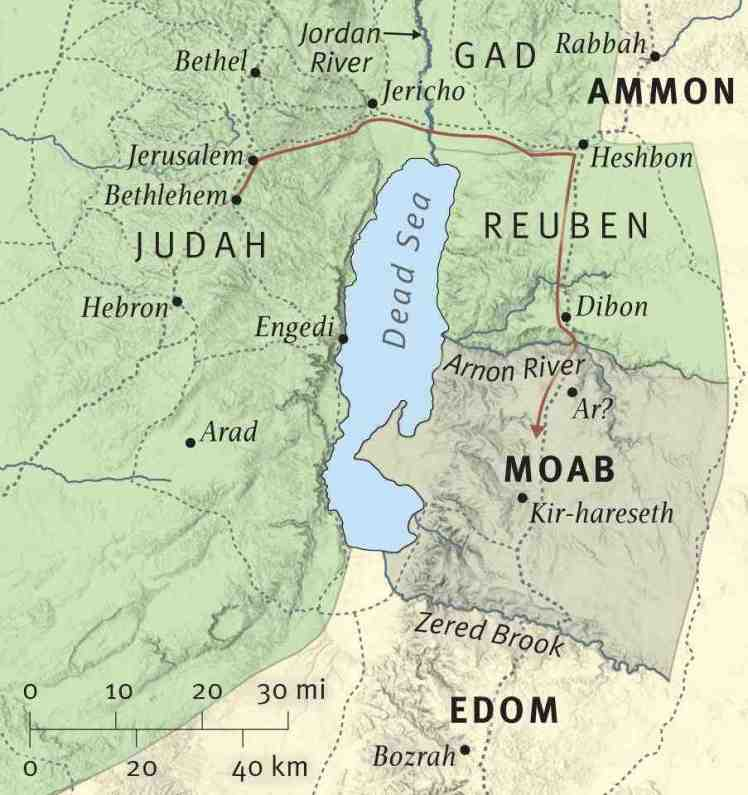 Jordan
River
GAD
Rabbah
Bethel
AMMON
Jericho
Jerusalem
Heshbon
Bethlehem
Dead Sea
REUBEN
JUDAH
Hebron
Dibon
Engedi
Arnon River
Ar?
Arad
MOAB
Kir-hareseth
Zered Brook
0 10 20 30 mi
EDOM
Bozrah
0 20 40 km